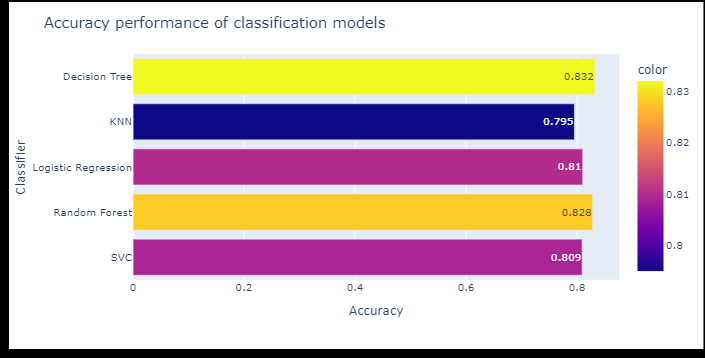 Accuracy performance of classification models
Classifier
Decision Tree 0.832
KNN 0.795
Logistic Regression 0.81
Random Forest 0.828
SVC 0.809
0 0.2 0.4 0.6 0.8
Accuracy
color
0.83
0.82
0.81
0.8